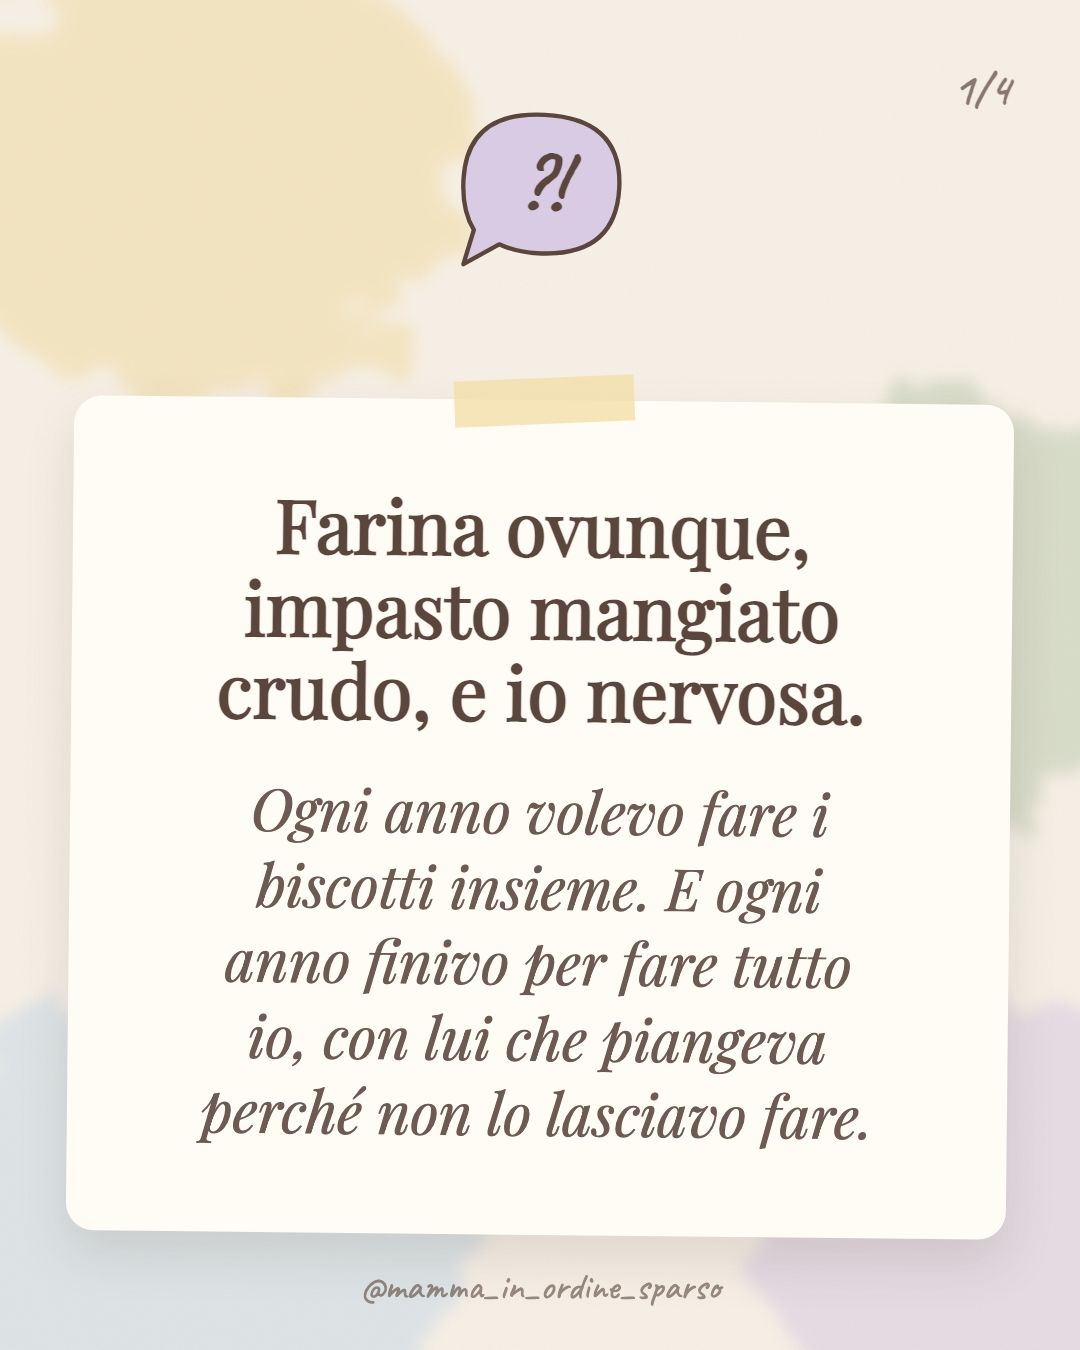 1/4
?!
Farina ovunque,
impasto mangiato
crudo, e io nervosa.
Ogni anno volevo fare i
biscotti insieme. E ogni
anno finivo per fare tutto
io, con lui che piangeva
perché non lo lasciavo fare.
@mamma_in_ordine_sparso